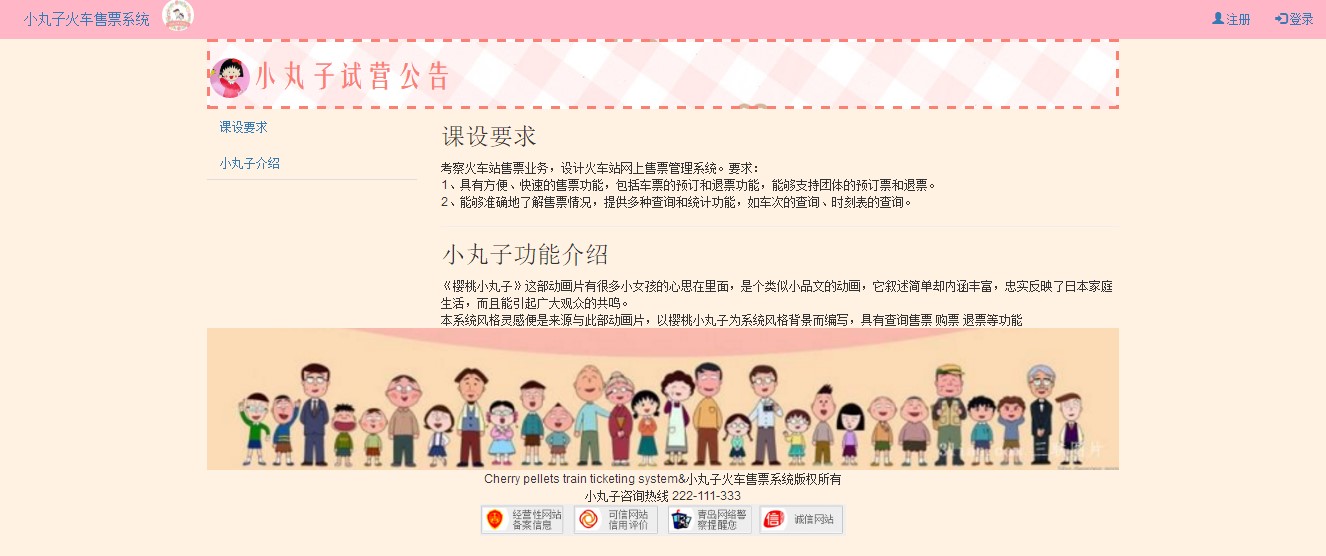 小丸子火车售票系统
注册
登录
小丸子试营公告
课设要求
小丸子介绍
课设要求
考察火车站售票业务，设计火车站网上售票管理系统。要求：
1、具有方便、快速的售票功能，包括车票的预订和退票功能，能够支持团体的预订票和退票。
2、能够准确地了解售票情况，提供多种查询和统计功能，如车次的查询、时刻表的查询。
小丸子功能介绍
《樱桃小丸子》这部动画片有很多小女孩的心思在里面，是个类似小品文的动画，它叙述简单却内涵丰富，忠实反映了日本家庭
生活，而且能引起广大观众的共鸣。
本系统风格灵感便是来源与此部动画片，以樱桃小丸子为系统风格背景而编写，具有查询售票 购票 退票等功能
Cherry pellets train ticketing system&小丸子火车售票系统版权所有
小丸子咨询热线 222-111-333
经营性网站
备案信息
可信网站
信用评价
青岛网络警
察提醒您
诚信网站